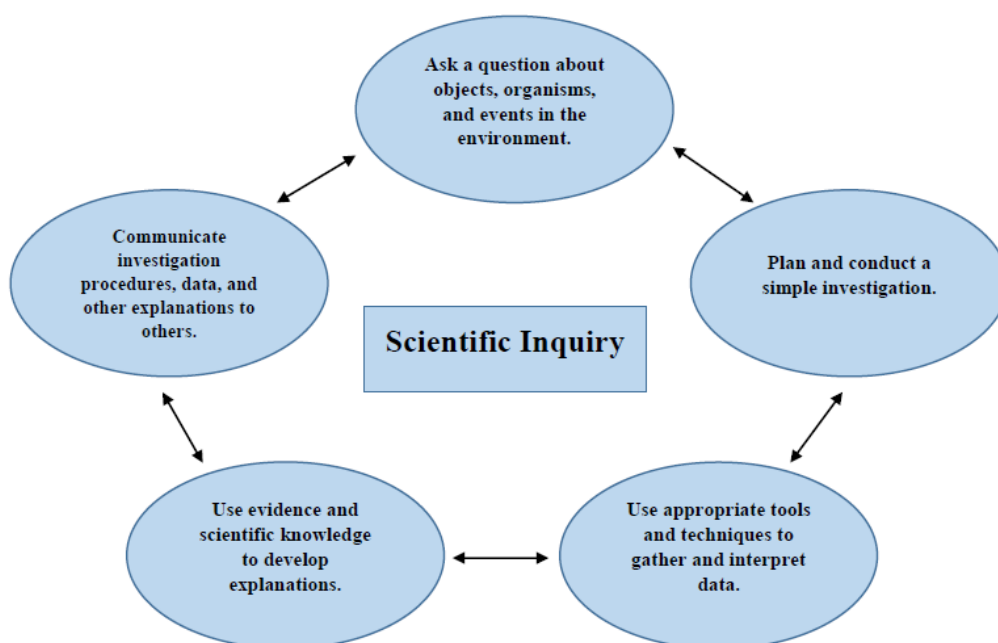 Ask a question about
objects, organisms,
and events in the
environment.
Communicate
investigation
procedures, data, and
other explanations to
others.
Plan and conduct a
simple investigation.
Scientific Inquiry
Use evidence and
scientific knowledge
to develop
explanations.
Use appropriate tools
and techniques to
gather and interpret
data.